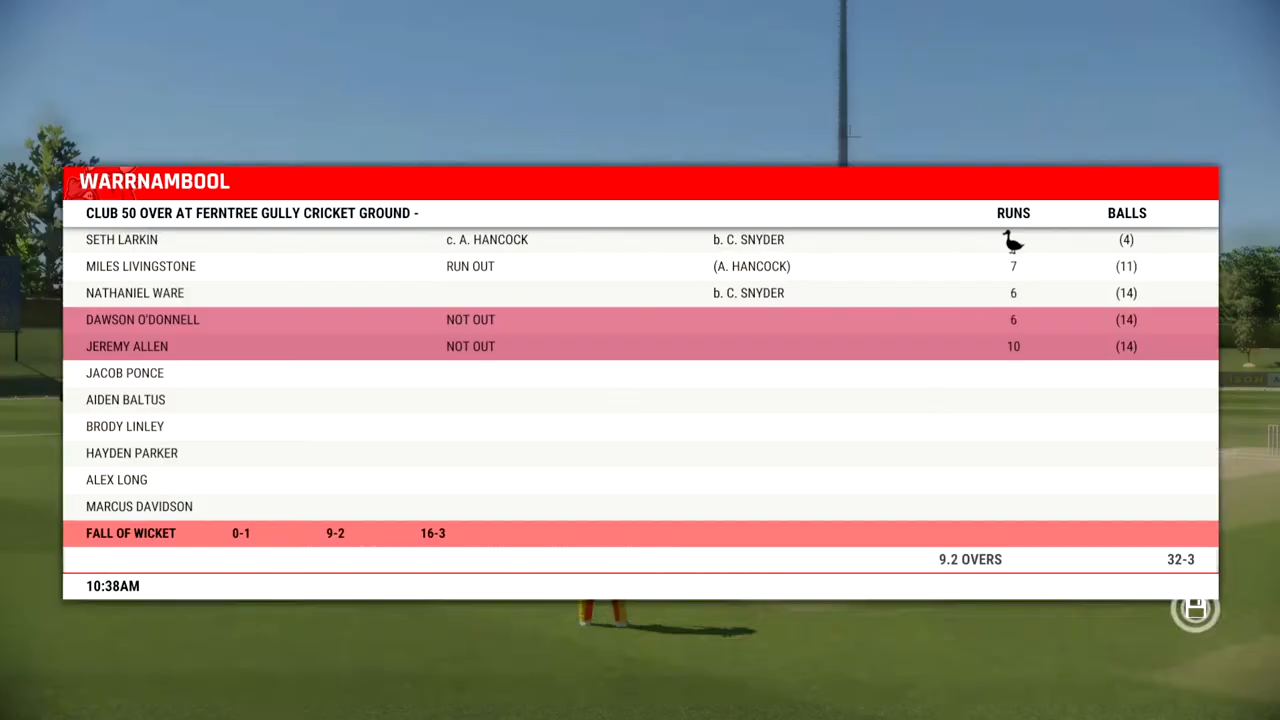 WARRNAMBOOL
CLUB 50 OVER AT FERNTREE GULLY CRICKET GROUND - RUNS BALLS
SETH LARKIN c. A. HANCOCK b. C. SNYDER (4)
MILES LIVINGSTONE RUN OUT (A. HANCOCK) 7 (11)
NATHANIEL WARE b. C. SNYDER 6 (14)
DAWSON O'DONNELL NOT OUT 6 (14)
JEREMY ALLEN NOT OUT 10 (14)
JACOB PONCE
AIDEN BALTUS
BRODY LINLEY
HAYDEN PARKER
ALEX LONG
MARCUS DAVIDSON
FALL OF WICKET 0-1 9-2 16-3
9.2 OVERS 32-3
10:38AM